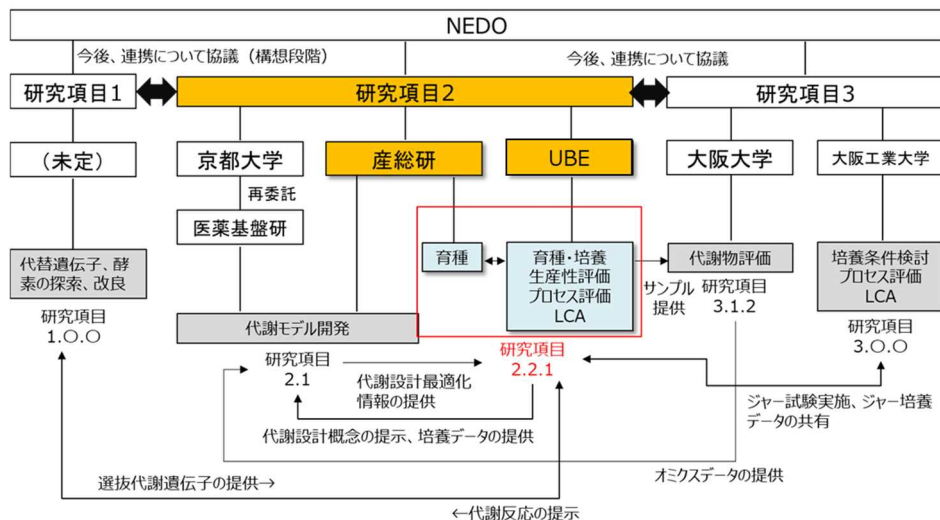 NEDO
今後、連携について協議（構想段階）
今後、連携について協議
研究項目1
研究項目2
研究項目3
（未定）
京都大学
産総研
UBE
大阪大学
大阪工業大学
再委託
医薬基盤研
代替遺伝子、酵
素の探索、改良
育種
育種・培養
生産性評価
プロセス評価
LCA
代謝物評価
培養条件検討
プロセス評価
LCA
サンプル
提供
研究項目
3.1.2
研究項目
1.〇.〇
代謝モデル開発
研究項目
3.〇.〇
研究項目
2.1
代謝設計最適化
情報の提供
研究項目
2.2.1
ジャー試験実施、ジャー培養
データの共有
代謝設計概念の提示、培養データの提供
オミクスデータの提供
選抜代謝遺伝子の提供→
←代謝反応の提示